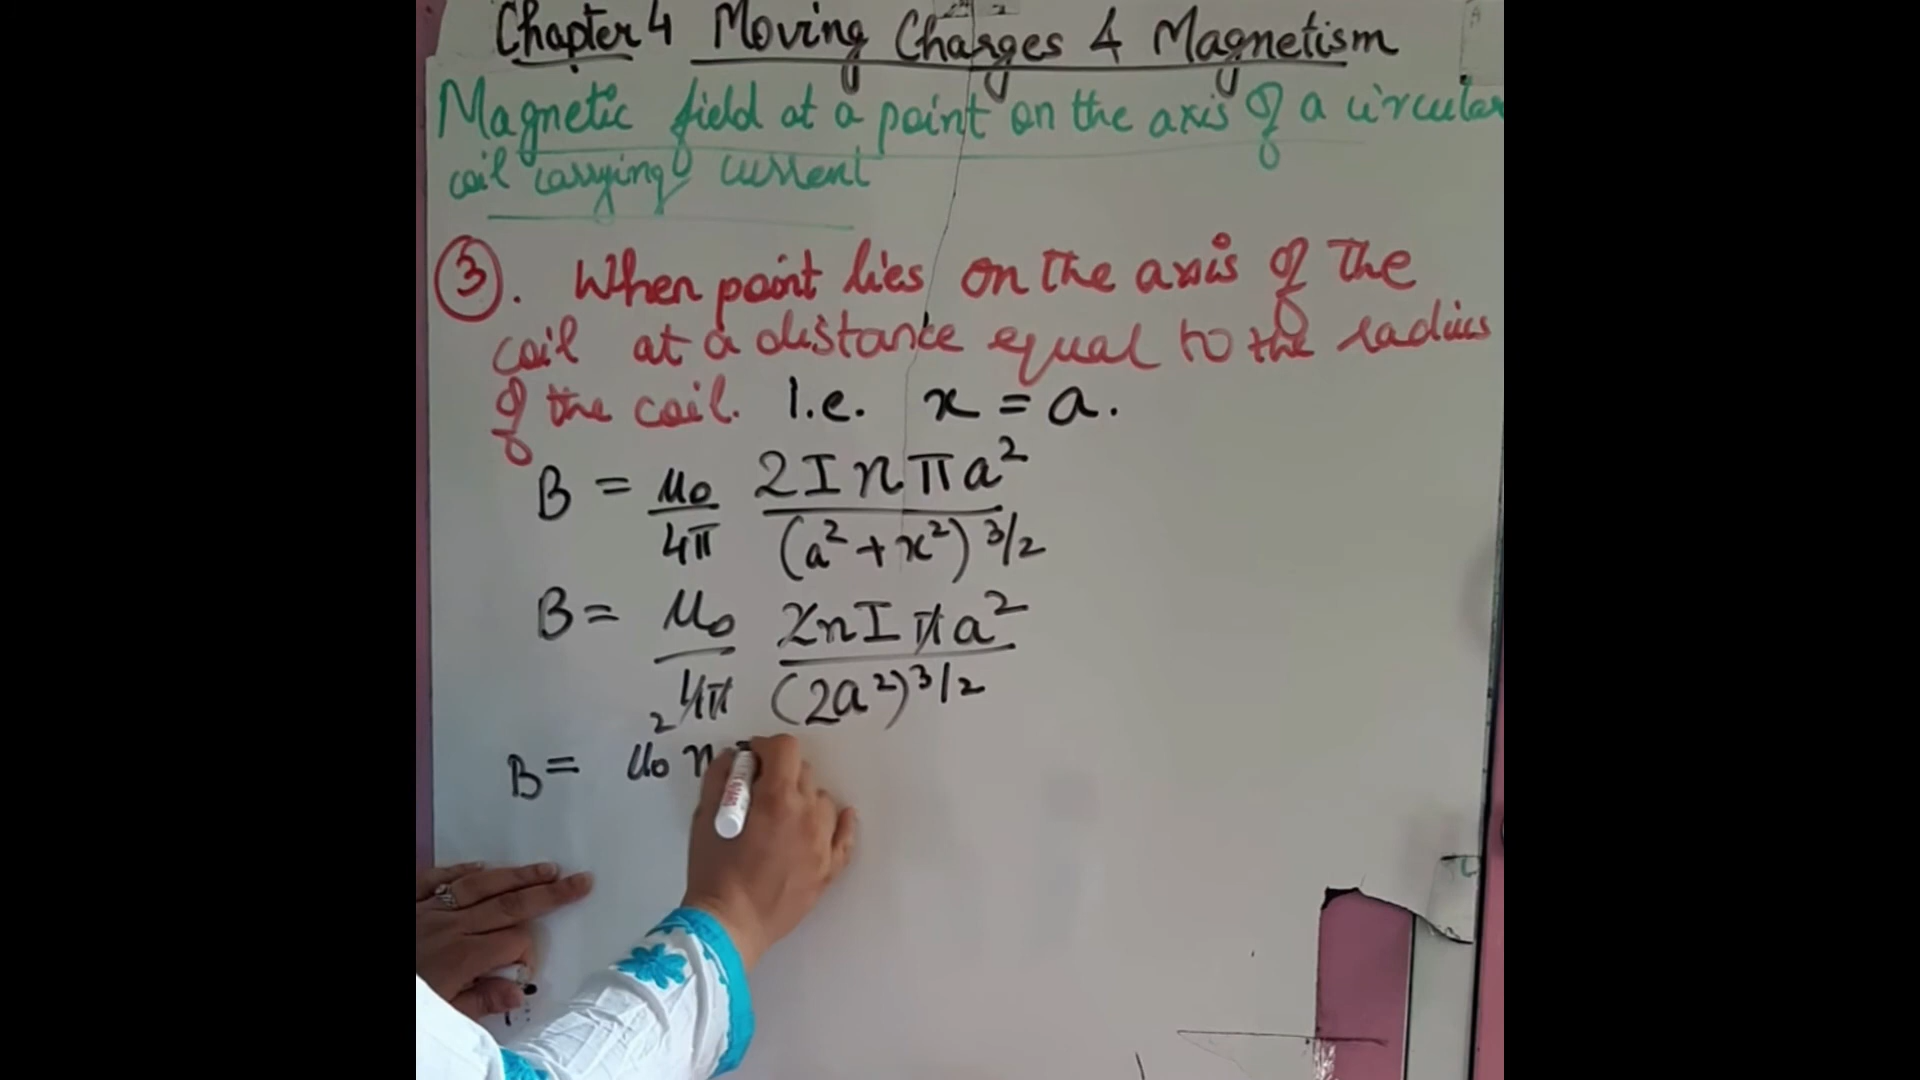 Chapter 4 Moving Charges & Magnetism
Magnetic field at a point on the axis of a circular
coil carrying current
3. When point lies on the axis of the
coil at a distance equal to the radius
of the coil. I.e. x = a.
B = μ₀/4π 2Inπa²/(a²+x²)^3/2
B = μ₀/4π 2nIπa²/(2a²)^3/2
2
B = μ₀ n